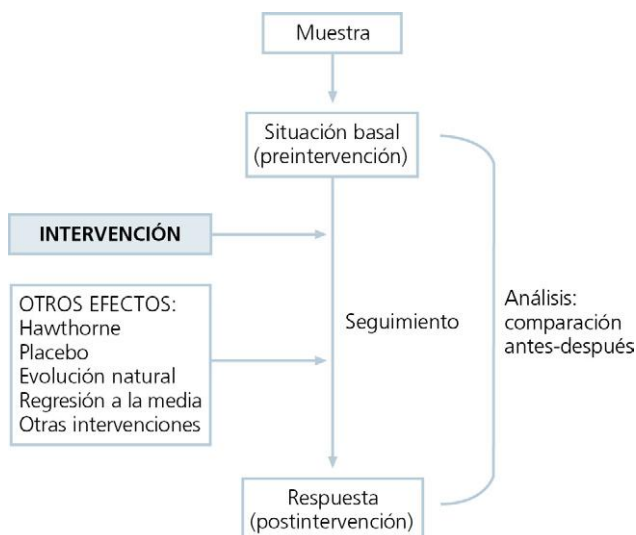 Muestra
Situación basal
(preintervención)
INTERVENCIÓN
OTROS EFECTOS:
Hawthorne
Placebo
Evolución natural
Regresión a la media
Otras intervenciones
Seguimiento
Análisis:
comparación
antes-después
Respuesta
(postintervención)